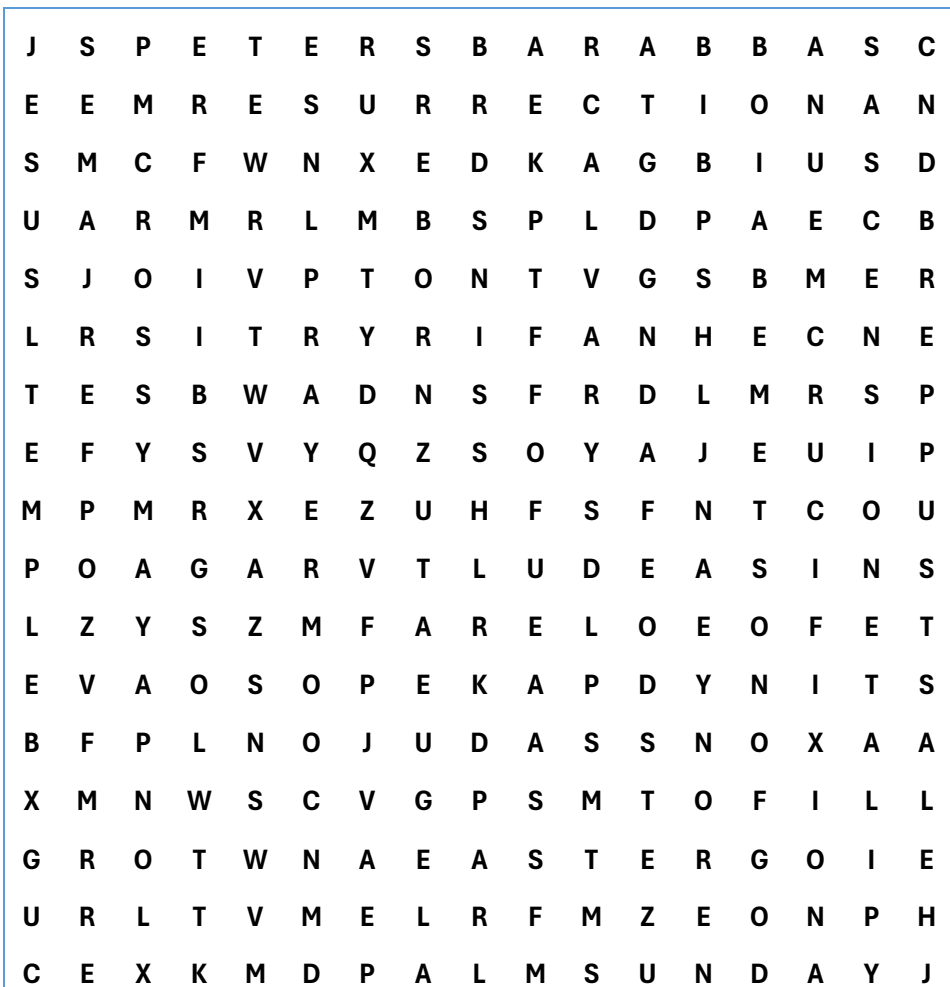 J S P E T E R S B A R A B B A S C
E E M R E S U R R E C T I O N A N
S M C F W N X E D K A G B I U S D
U A R M R L M B S P L D P A E C B
S J O I V P T O N T V G S B M E R
L R S I T R Y R I F A N H E C N E
T E S B W A D N S F R D L M R S P
E F Y S V Y Q Z S O Y A J E U I P
M P M R X E Z U H F S F N T C O U
P O A G A R V T L U D E A S I N S
L Z Y S Z M F A R E L O E O F E T
E V A O S O P E K A P D Y N I T S
B F P L N O J U D A S S N O X A A
X M N W S C V G P S M T O F I L L
G R O T W N A E A S T E R G O I E
U R L T V M E L R F M Z E O N P H
C E X K M D P A L M S U N D A Y J